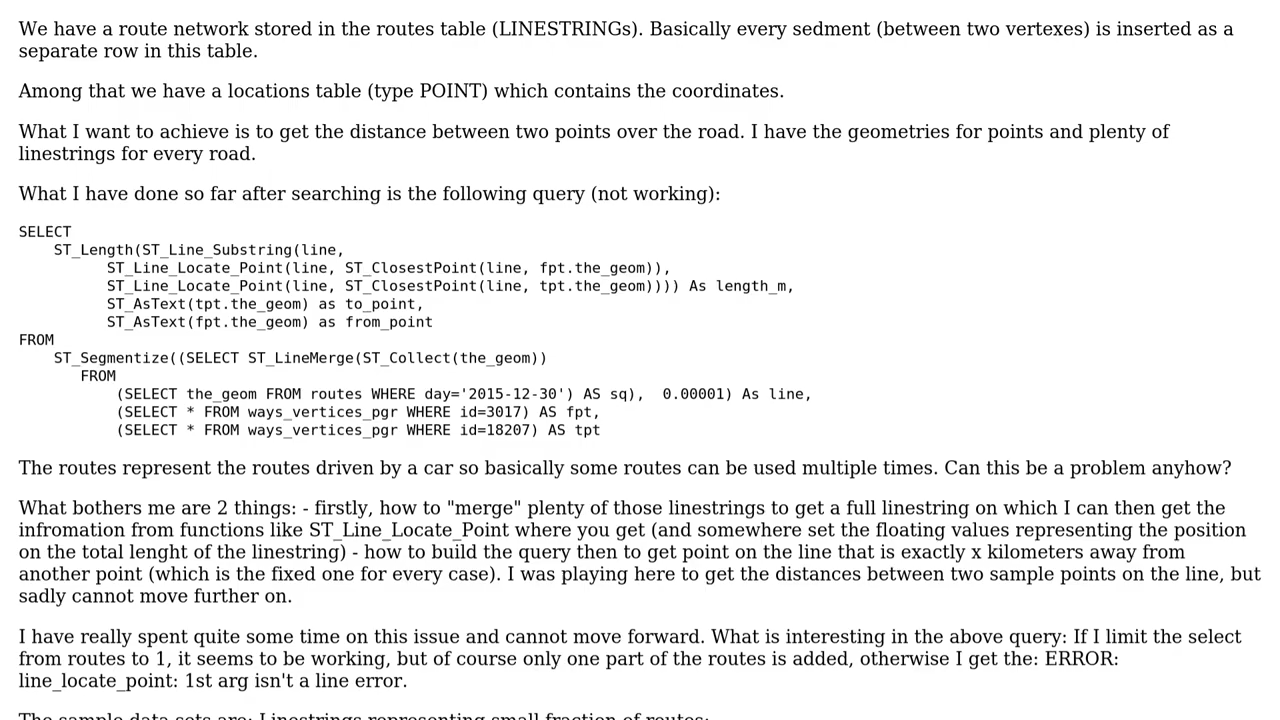 We have a route network stored in the routes table (LINESTRINGs). Basically every sedment (between two vertexes) is inserted as a
separate row in this table.
Among that we have a locations table (type POINT) which contains the coordinates.
What I want to achieve is to get the distance between two points over the road. I have the geometries for points and plenty of
linestrings for every road.
What I have done so far after searching is the following query (not working):
SELECT
    ST_Length(ST_Line_Substring(line,
          ST_Line_Locate_Point(line, ST_ClosestPoint(line, fpt.the_geom)),
          ST_Line_Locate_Point(line, ST_ClosestPoint(line, tpt.the_geom)))) As length_m,
          ST_AsText(tpt.the_geom) as to_point,
          ST_AsText(fpt.the_geom) as from_point
FROM
    ST_Segmentize((SELECT ST_LineMerge(ST_Collect(the_geom))
       FROM
           (SELECT the_geom FROM routes WHERE day='2015-12-30') AS sq),  0.00001) As line,
           (SELECT * FROM ways_vertices_pgr WHERE id=3017) AS fpt,
           (SELECT * FROM ways_vertices_pgr WHERE id=18207) AS tpt
The routes represent the routes driven by a car so basically some routes can be used multiple times. Can this be a problem anyhow?
What bothers me are 2 things: - firstly, how to "merge" plenty of those linestrings to get a full linestring on which I can then get the
infromation from functions like ST_Line_Locate_Point where you get (and somewhere set the floating values representing the position
on the total lenght of the linestring) - how to build the query then to get point on the line that is exactly x kilometers away from
another point (which is the fixed one for every case). I was playing here to get the distances between two sample points on the line, but
sadly cannot move further on.
I have really spent quite some time on this issue and cannot move forward. What is interesting in the above query: If I limit the select
from routes to 1, it seems to be working, but of course only one part of the routes is added, otherwise I get the: ERROR:
line_locate_point: 1st arg isn't a line error.
The sample data sets are: Linestrings representing small fraction of routes: